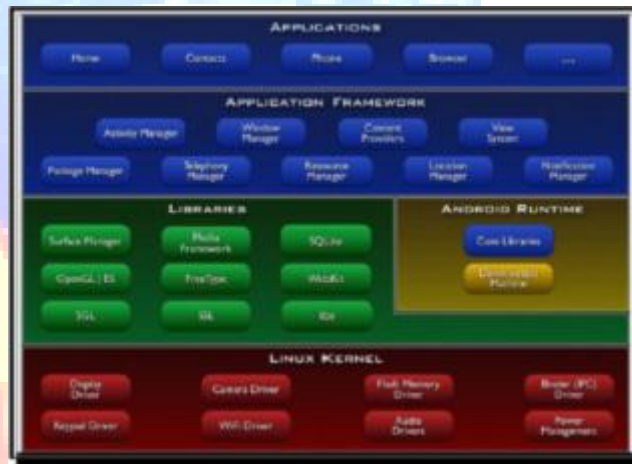 APPLICATIONS
Home
Contacts
Phone
Browser
...
APPLICATION FRAMEWORK
Activity Manager
Window
Manager
Content
Providers
View
System
Package Manager
Telephony
Manager
Resource
Manager
Location
Manager
Notification
Manager
LIBRARIES
ANDROID RUNTIME
Surface Manager
Media
Framework
SQLite
Core Libraries
OpenGL | ES
FreeType
WebKit
Machine
SGL
SSL
libc
LINUX KERNEL
Display
Driver
Camera Driver
Flash Memory
Driver
Binder (IPC)
Driver
Keypad Driver
WiFi Driver
Audio
Drivers
Power
Management